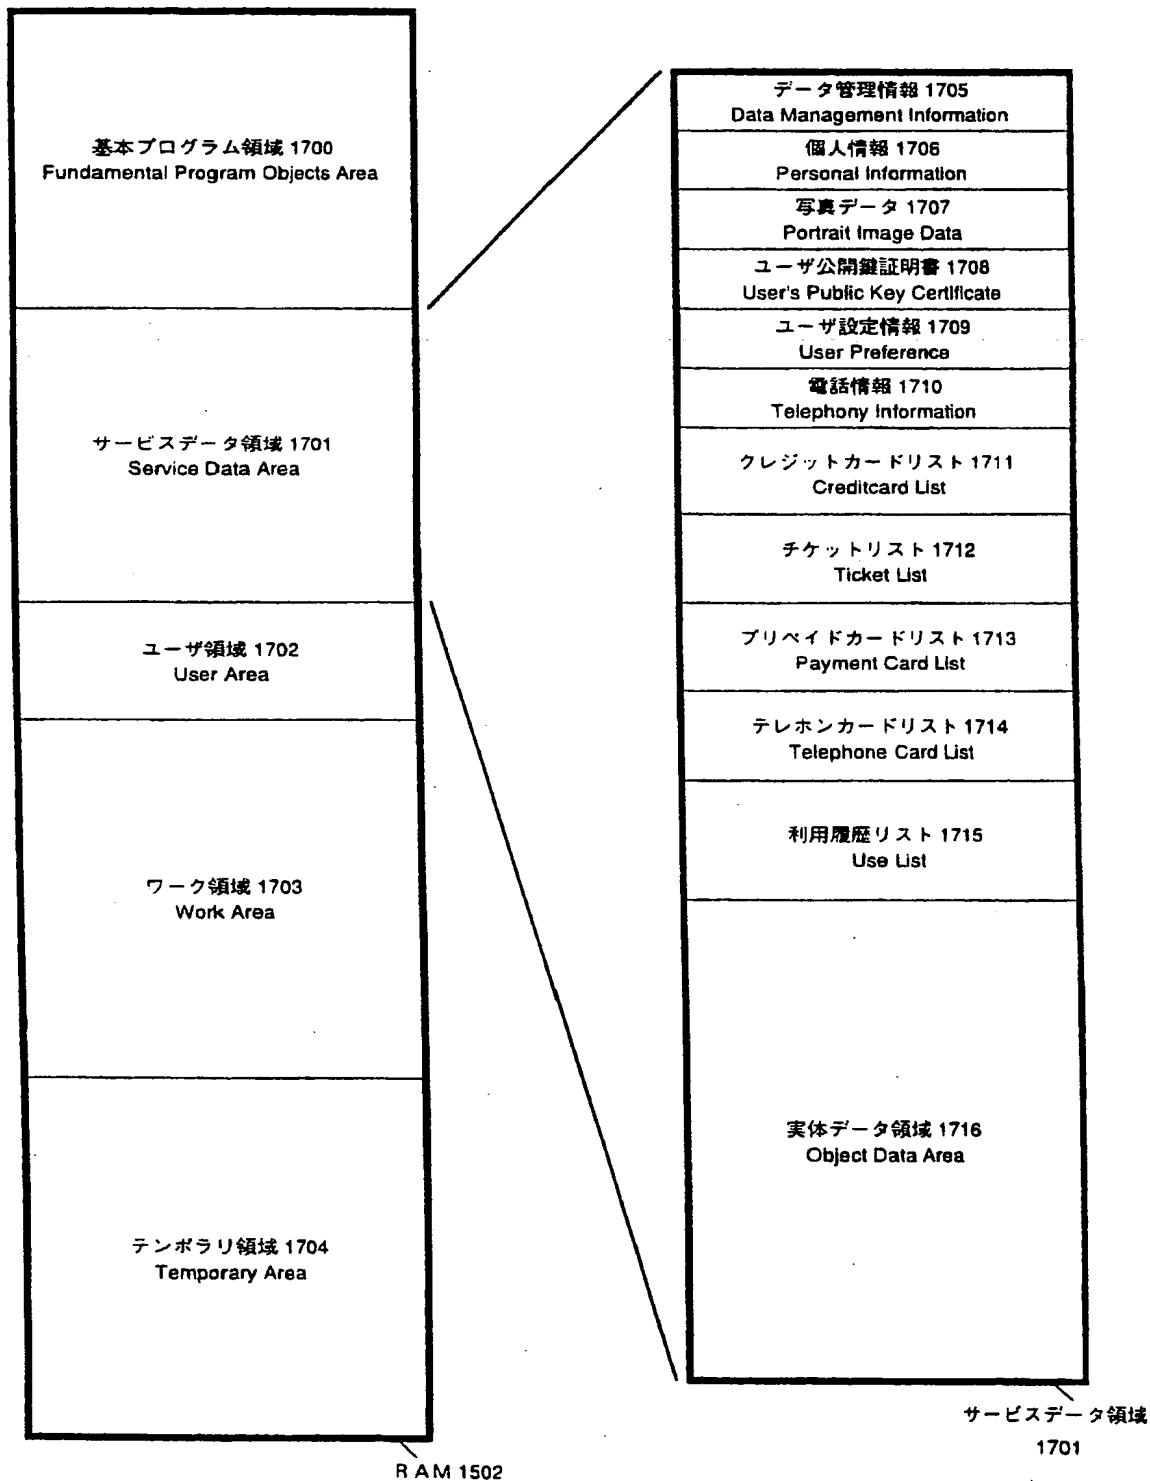 基本プログラム領域 1700
Fundamental Program Objects Area
サービスデータ領域 1701
Service Data Area
ユーザ領域 1702
User Area
ワーク領域 1703
Work Area
テンポラリ領域 1704
Temporary Area
RAM 1502
データ管理情報 1705
Data Management Information
個人情報 1706
Personal Information
写真データ 1707
Portrait Image Data
ユーザ公開鍵証明書 1708
User's Public Key Certificate
ユーザ設定情報 1709
User Preference
電話情報 1710
Telephony Information
クレジットカードリスト 1711
Creditcard List
チケットリスト 1712
Ticket List
プリペイドカードリスト 1713
Payment Card List
テレホンカードリスト 1714
Telephone Card List
利用履歴リスト 1715
Use List
実体データ領域 1716
Object Data Area
サービスデータ領域
1701